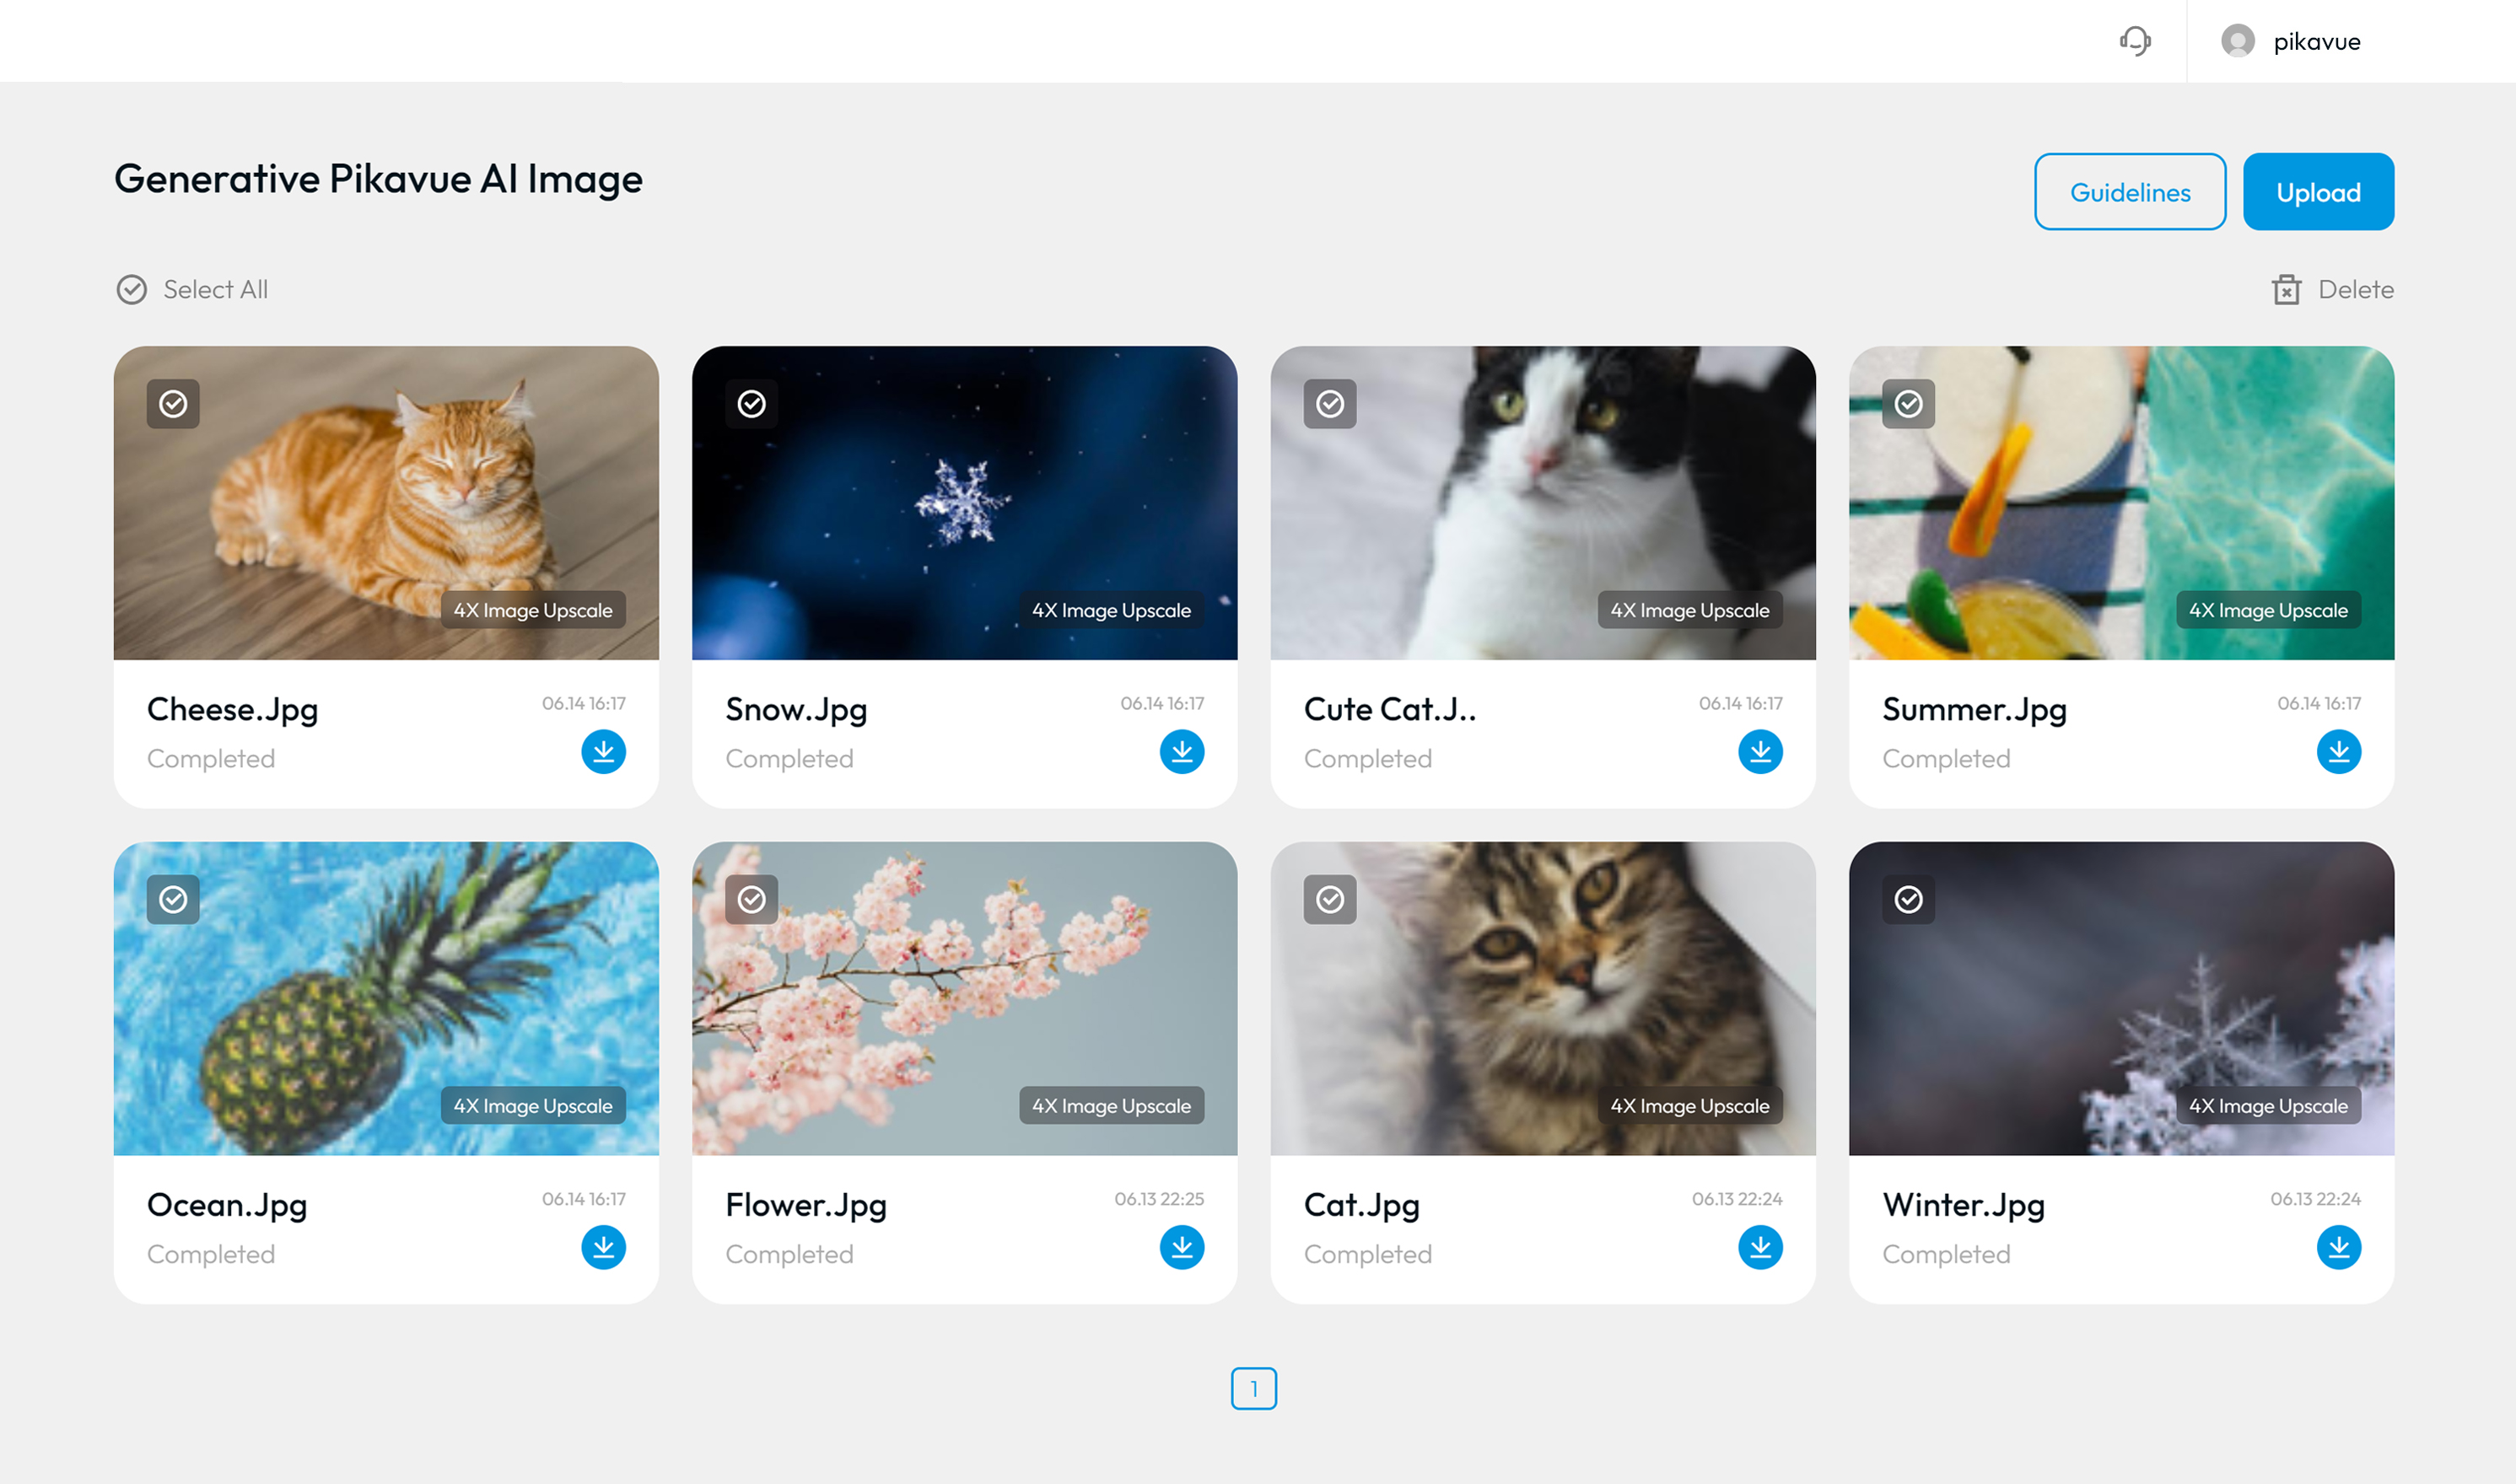 pikavue
Generative Pikavue AI Image
Guidelines
Upload
Select All
Delete
4X Image Upscale
4X Image Upscale
4X Image Upscale
4X Image Upscale
Cheese.Jpg 06.14 16:17
Completed
Snow.Jpg 06.14 16:17
Completed
Cute Cat.J.. 06.14 16:17
Completed
Summer.Jpg 06.14 16:17
Completed
4X Image Upscale
4X Image Upscale
4X Image Upscale
4X Image Upscale
Ocean.Jpg 06.14 16:17
Completed
Flower.Jpg 06.13 22:25
Completed
Cat.Jpg 06.13 22:24
Completed
Winter.Jpg 06.13 22:24
Completed
1